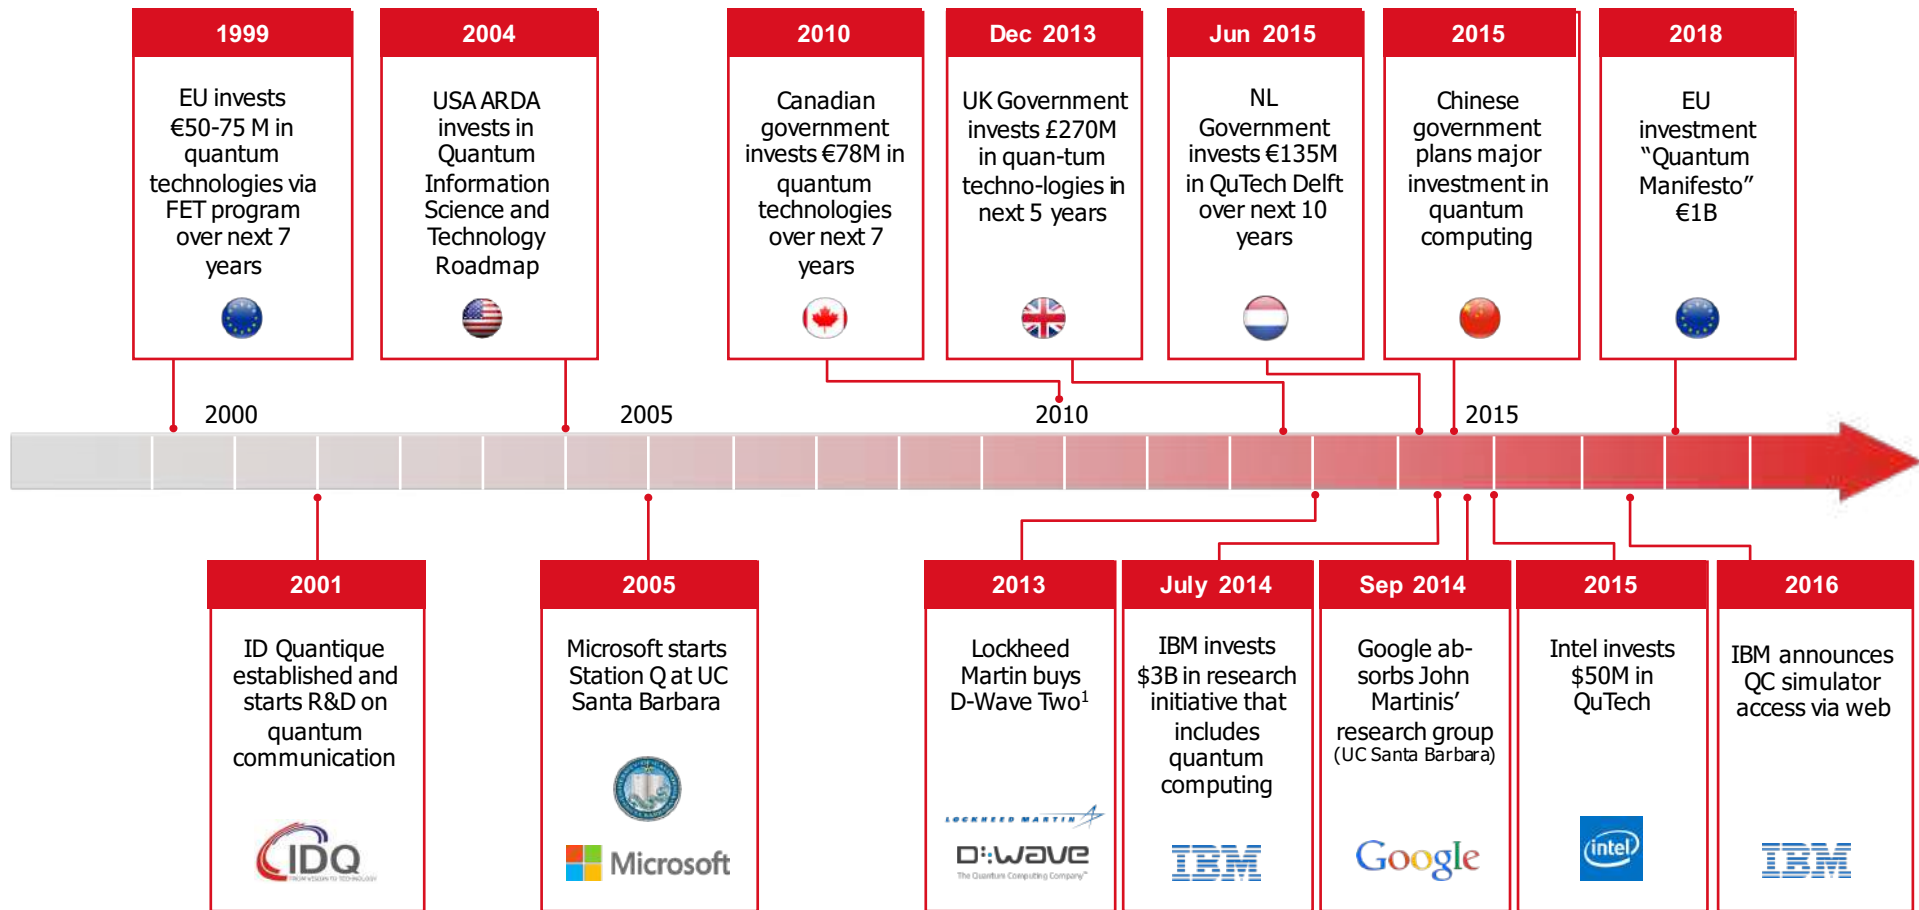 1999
EU invests
€50-75 M in
quantum
technologies via
FET program
over next 7
years
2004
USA ARDA
invests in
Quantum
Information
Science and
Technology
Roadmap
2010
Canadian
government
invests €78M in
quantum
technologies
over next 7
years
Dec 2013
UK Government
invests £270M
in quan-tum
techno-logies in
next 5 years
Jun 2015
NL
Government
invests €135M
in QuTech Delft
over next 10
years
2015
Chinese
government
plans major
investment in
quantum
computing
2018
EU
investment
“Quantum
Manifesto”
€1B
2000
2005
2010
2015
2001
ID Quantique
established and
starts R&D on
quantum
communication
IDQ
FROM VISION TO TECHNOLOGY
2005
Microsoft starts
Station Q at UC
Santa Barbara
Microsoft
2013
Lockheed
Martin buys
D-Wave Two¹
LOCKHEED MARTIN
D:Wave
The Quantum Computing Company™
July 2014
IBM invests
$3B in research
initiative that
includes
quantum
computing
IBM
Sep 2014
Google ab-
sorbs John
Martinis’
research group
(UC Santa Barbara)
Google
2015
Intel invests
$50M in
QuTech
intel
2016
IBM announces
QC simulator
access via web
IBM